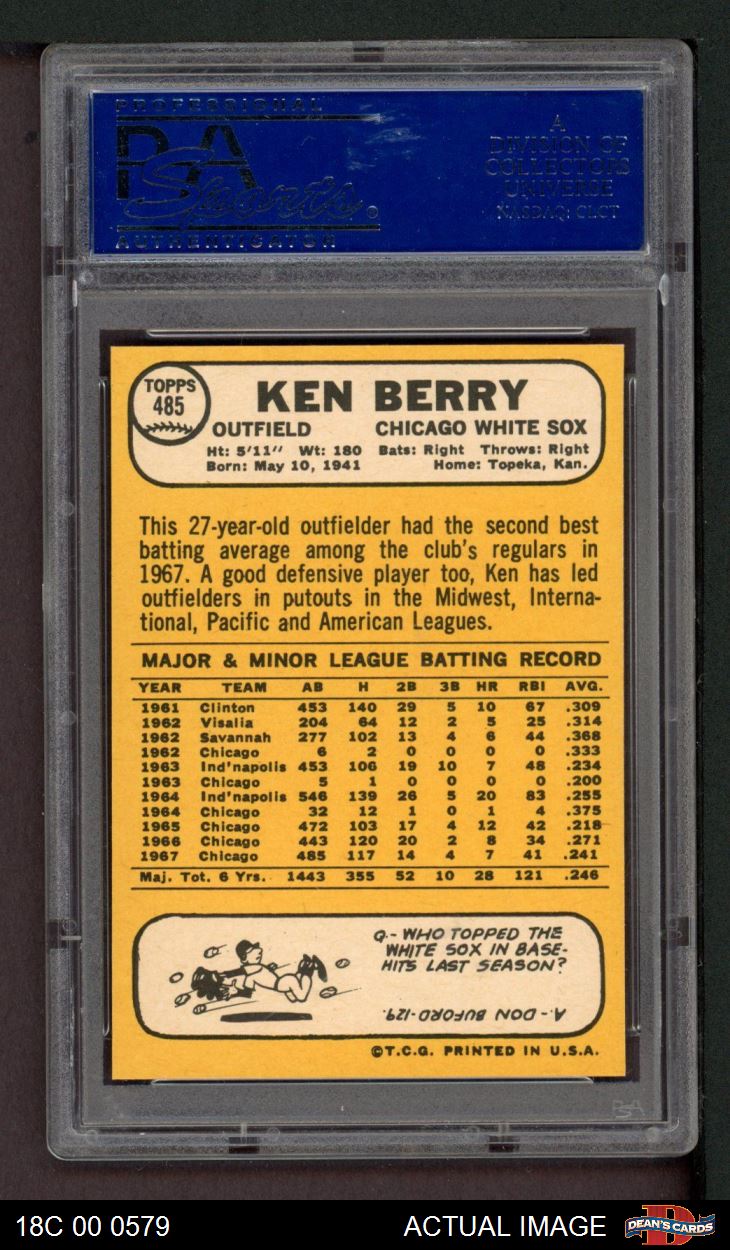 PROFESSIONAL
PSA
Sports®
AUTHENTICATOR
A
DIVISION OF
COLLECTORS
UNIVERSE
NASDAQ: CLCT
TOPPS
485
KEN BERRY
OUTFIELD CHICAGO WHITE SOX
Ht: 5'11" Wt: 180 Bats: Right Throws: Right
Born: May 10, 1941 Home: Topeka, Kan.
This 27-year-old outfielder had the second best
batting average among the club's regulars in
1967. A good defensive player too, Ken has led
outfielders in putouts in the Midwest, Interna-
tional, Pacific and American Leagues.
MAJOR & MINOR LEAGUE BATTING RECORD
YEAR TEAM AB H 2B 3B HR RBI AVG.
1961 Clinton 453 140 29 5 10 67 .309
1962 Visalia 204 64 12 2 5 25 .314
1962 Savannah 277 102 13 4 6 44 .368
1962 Chicago 6 2 0 0 0 0 .333
1963 Ind'napolis 453 106 19 10 7 48 .234
1963 Chicago 5 1 0 0 0 0 .200
1964 Ind'napolis 546 139 26 5 20 83 .255
1964 Chicago 32 12 1 0 1 4 .375
1965 Chicago 472 103 17 4 12 42 .218
1966 Chicago 443 120 20 2 8 34 .271
1967 Chicago 485 117 14 4 7 41 .241
Maj. Tot. 6 Yrs. 1443 355 52 10 28 121 .246
Q.- WHO TOPPED THE
WHITE SOX IN BASE-
HITS LAST SEASON?
A.- DON BUFORD-129.
©T.C.G. PRINTED IN U.S.A.
PSA
18C 00 0579 ACTUAL IMAGE
D
DEAN'S CARDS